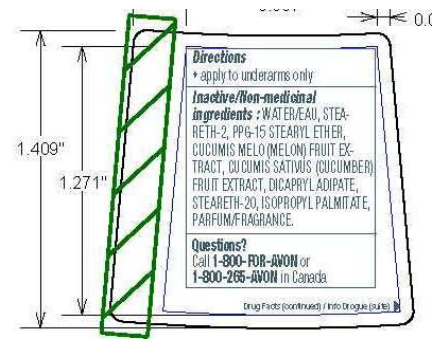 Directions
• apply to underarms only
Inactive/Non-medicinal
ingredients : WATER/EAU, STEA-
RETH-2, PPG-15 STEARYL ETHER,
CUCUMIS MELO (MELON) FRUIT EX-
TRACT, CUCUMIS SATIVUS (CUCUMBER)
FRUIT EXTRACT, DICAPRYL ADIPATE,
STEARETH-20, ISOPROPYL PALMITATE,
PARFUM/FRAGRANCE.
1.409"
1.271"
Questions?
Call 1-800-FOR-AVON or
1-800-265-AVON in Canada
Drug Facts (continued) / Info Drogue (suite)